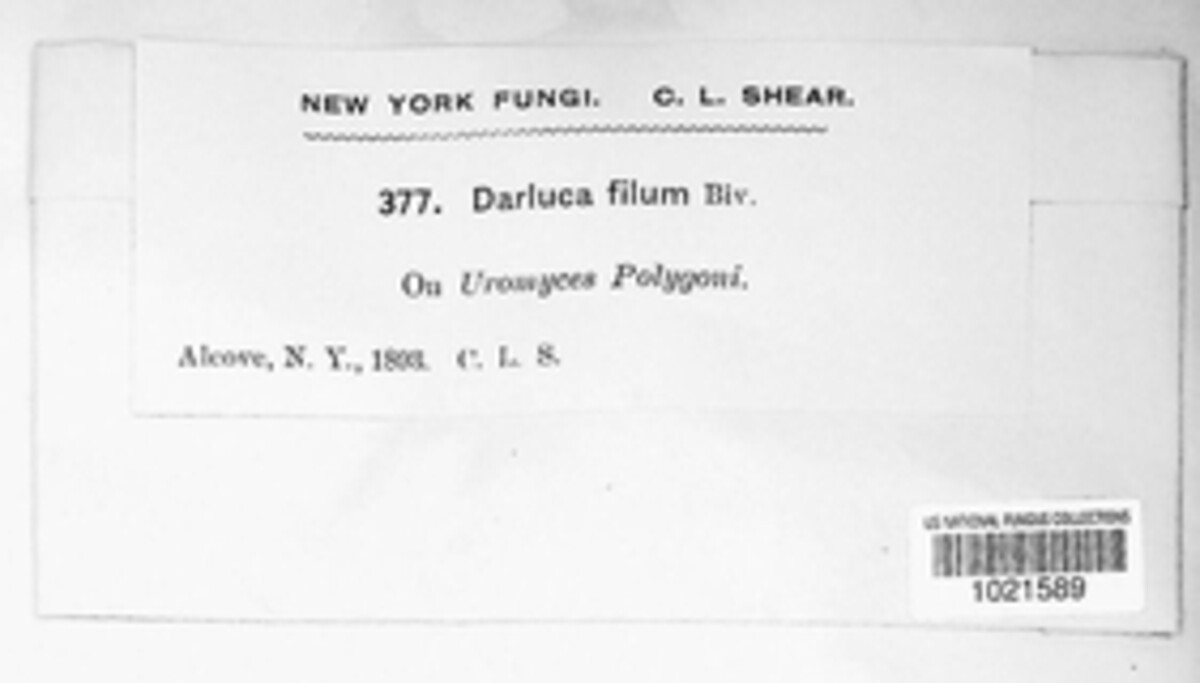 NEW YORK FUNGI. C. L. SHEAR.
377. Darluca filum Biv.
On Uromyces Polygoni.
Alcove, N. Y., 1893. C. L. S.
US NATIONAL FUNGUS COLLECTIONS
1021589